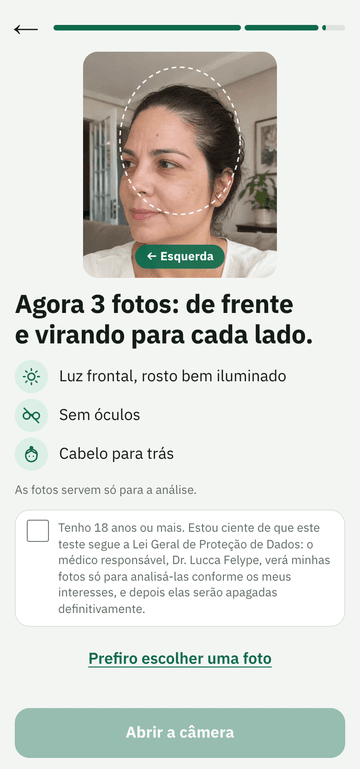 ← Esquerda
Agora 3 fotos: de frente
e virando para cada lado.
Luz frontal, rosto bem iluminado
Sem óculos
Cabelo para trás
As fotos servem só para a análise.
Tenho 18 anos ou mais. Estou ciente de que este
teste segue a Lei Geral de Proteção de Dados: o
médico responsável, Dr. Lucca Felype, verá minhas
fotos só para analisá-las conforme os meus
interesses, e depois elas serão apagadas
definitivamente.
Prefiro escolher uma foto
Abrir a câmera